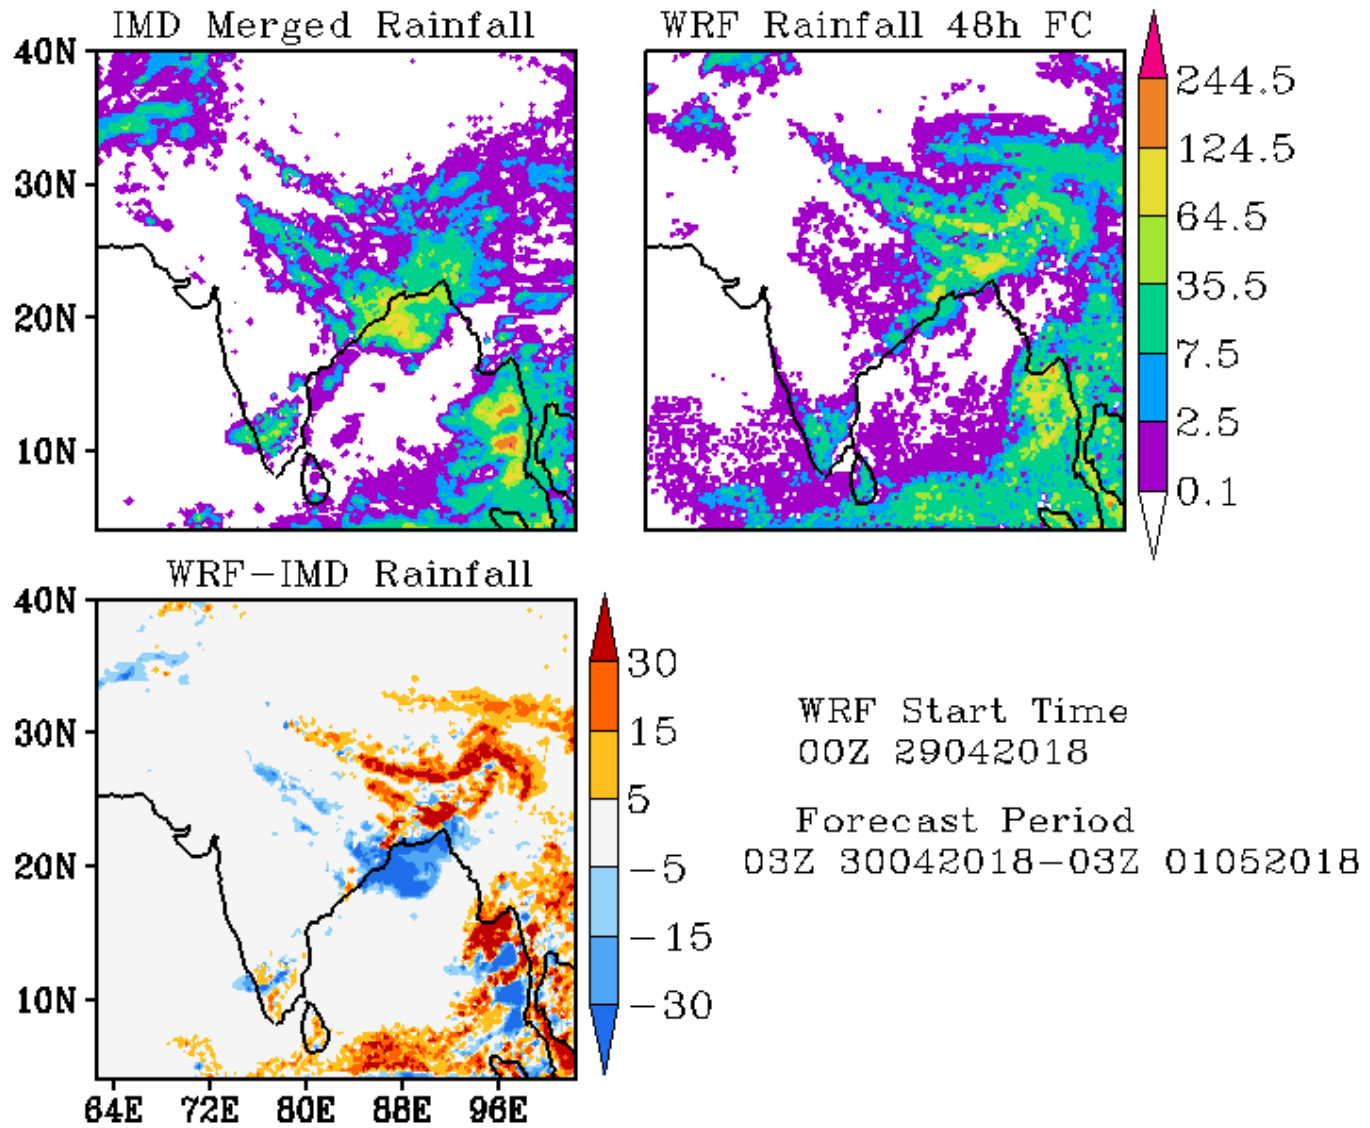 IMD Merged Rainfall
WRF Rainfall 48h FC
40N
30N
20N
10N
244.5
124.5
64.5
35.5
7.5
2.5
0.1
WRF-IMD Rainfall
40N
30N
20N
10N
64E 72E 80E 88E 96E
30
15
5
-5
-15
-30
WRF Start Time
00Z 29042018
Forecast Period
03Z 30042018-03Z 01052018